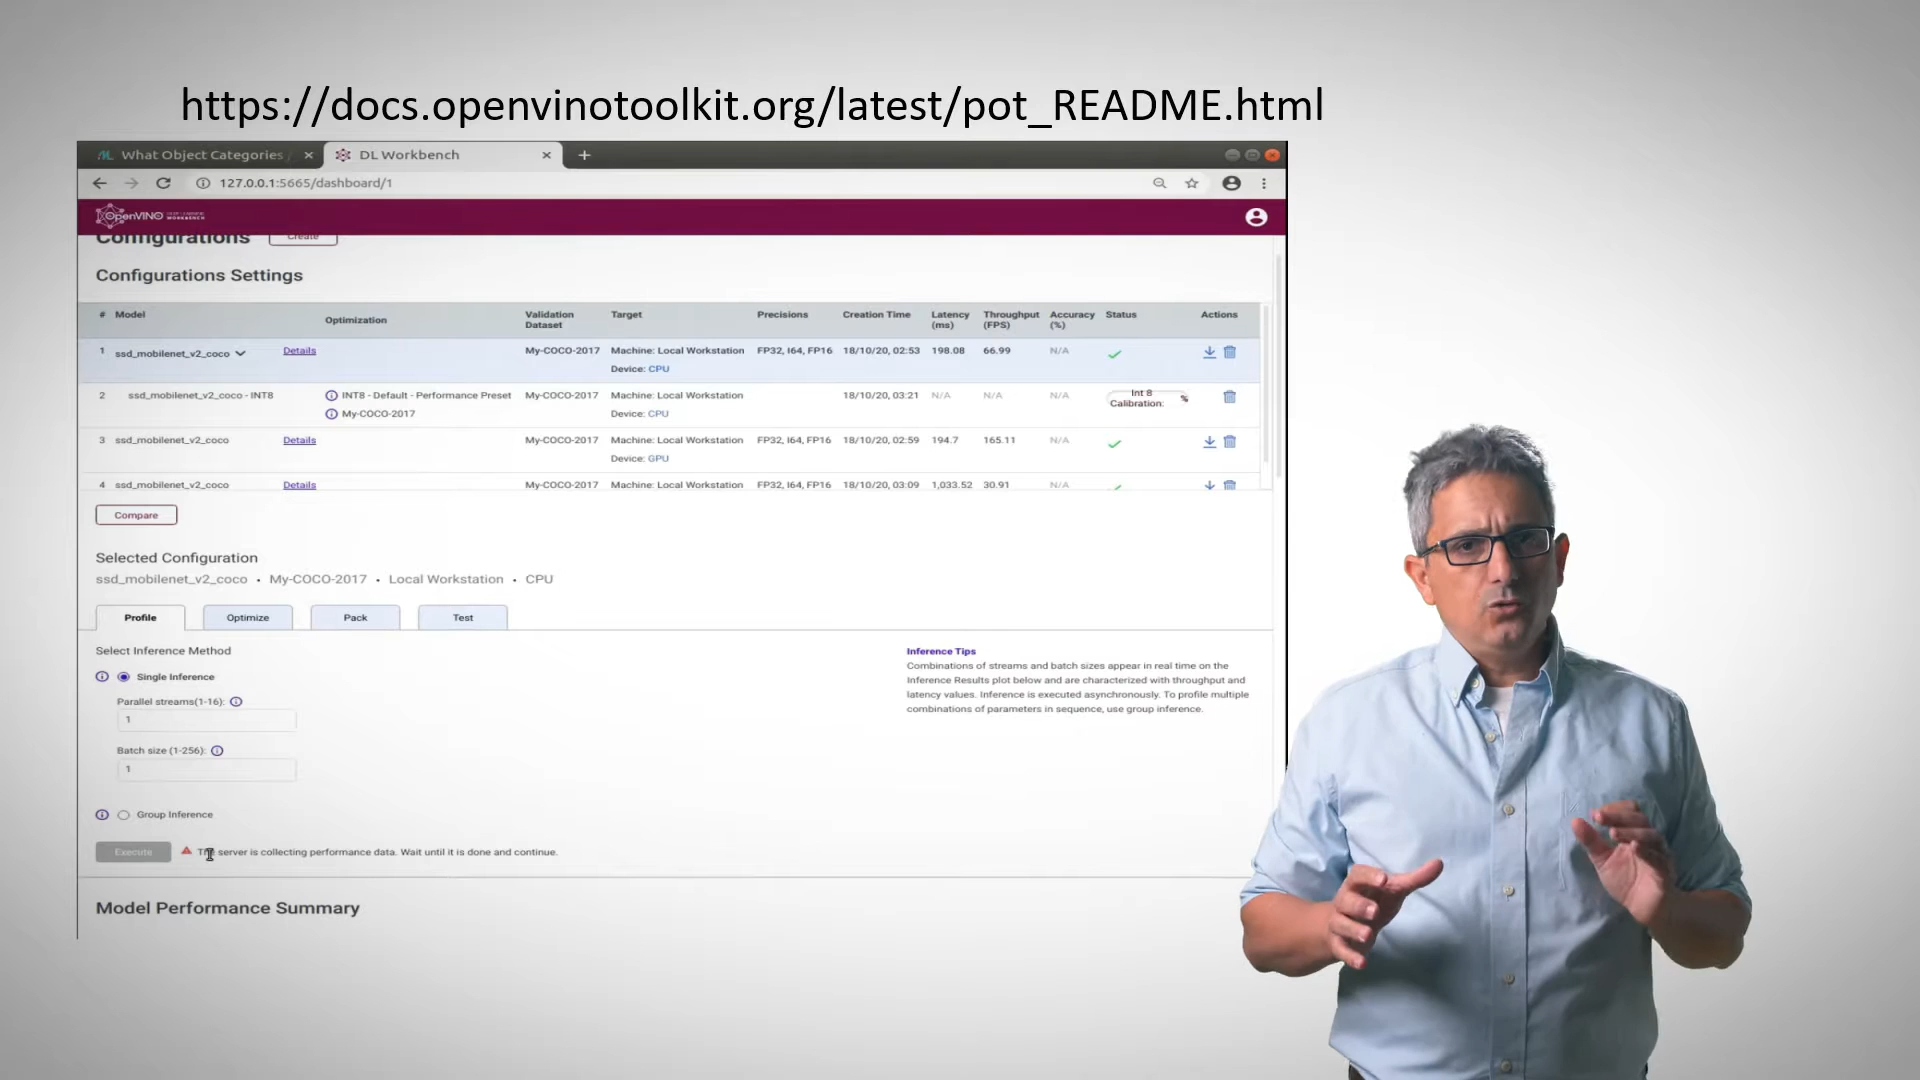 https://docs.openvinotoolkit.org/latest/pot_README.html
What Object Categories
DL Workbench
127.0.0.1:5665/dashboard/1
OpenVINO
Configurations Create
Configurations Settings
# Model Optimization Validation Dataset Target Precisions Creation Time Latency (ms) Throughput (FPS) Accuracy (%) Status Actions
1 ssd_mobilenet_v2_coco Details My-COCO-2017 Machine: Local Workstation FP32, I64, FP16 18/10/20, 02:53 198.08 66.99 N/A
Device: CPU
2 ssd_mobilenet_v2_coco - INT8 INT8 - Default - Performance Preset My-COCO-2017 Machine: Local Workstation 18/10/20, 03:21 N/A N/A N/A Int 8 Calibration: %
My-COCO-2017 Device: CPU
3 ssd_mobilenet_v2_coco Details My-COCO-2017 Machine: Local Workstation FP32, I64, FP16 18/10/20, 02:59 194.7 165.11 N/A
Device: GPU
4 ssd_mobilenet_v2_coco Details My-COCO-2017 Machine: Local Workstation FP32, I64, FP16 18/10/20, 03:09 1,033.52 30.91 N/A
Compare
Selected Configuration
ssd_mobilenet_v2_coco • My-COCO-2017 • Local Workstation • CPU
Profile Optimize Pack Test
Select Inference Method
Single Inference
Parallel streams(1-16):
1
Batch size (1-256):
1
Group Inference
Execute The server is collecting performance data. Wait until it is done and continue.
Inference Tips
Combinations of streams and batch sizes appear in real time on the
Inference Results plot below and are characterized with throughput and
latency values. Inference is executed asynchronously. To profile multiple
combinations of parameters in sequence, use group inference.
Model Performance Summary